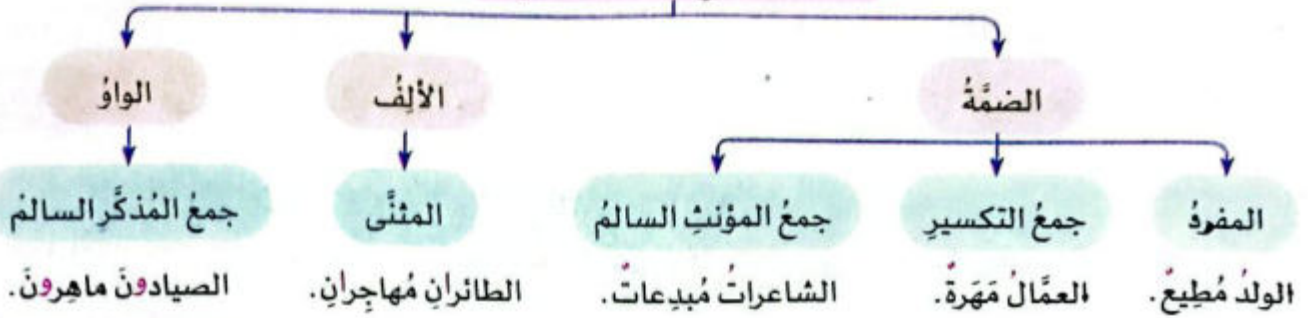 الضمَّةُ الألِفُ الواوُ
المفردُ جمعُ التكسيرِ جمعُ المؤنثِ السالمُ المثنَّى جمعُ المُذكَّرِ السالمُ
الولدُ مُطِيعٌ. العمَّالُ مَهَرةٌ. الشاعراتُ مُبدِعاتٌ. الطائرانِ مُهاجِرانِ. الصيادونَ ماهِرونَ.